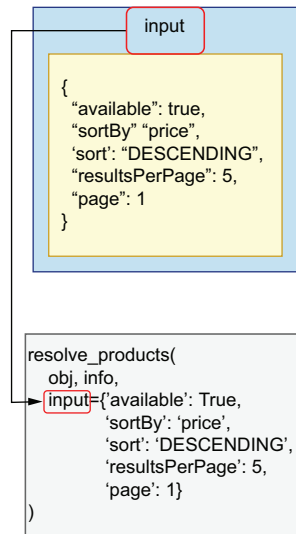 input
{
“available”: true,
“sortBy” “price”,
‘sort’: “DESCENDING”,
“resultsPerPage”: 5,
“page”: 1
}
resolve_products(
obj, info,
input={’available’: True,
‘sortBy’: ‘price’,
‘sort’: ‘DESCENDING’,
‘resultsPerPage’: 5,
‘page’: 1}
)